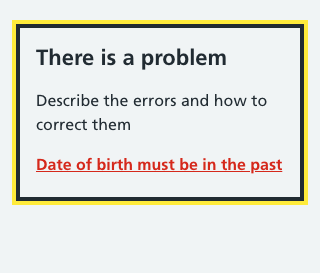 There is a problem
Describe the errors and how to
correct them
Date of birth must be in the past